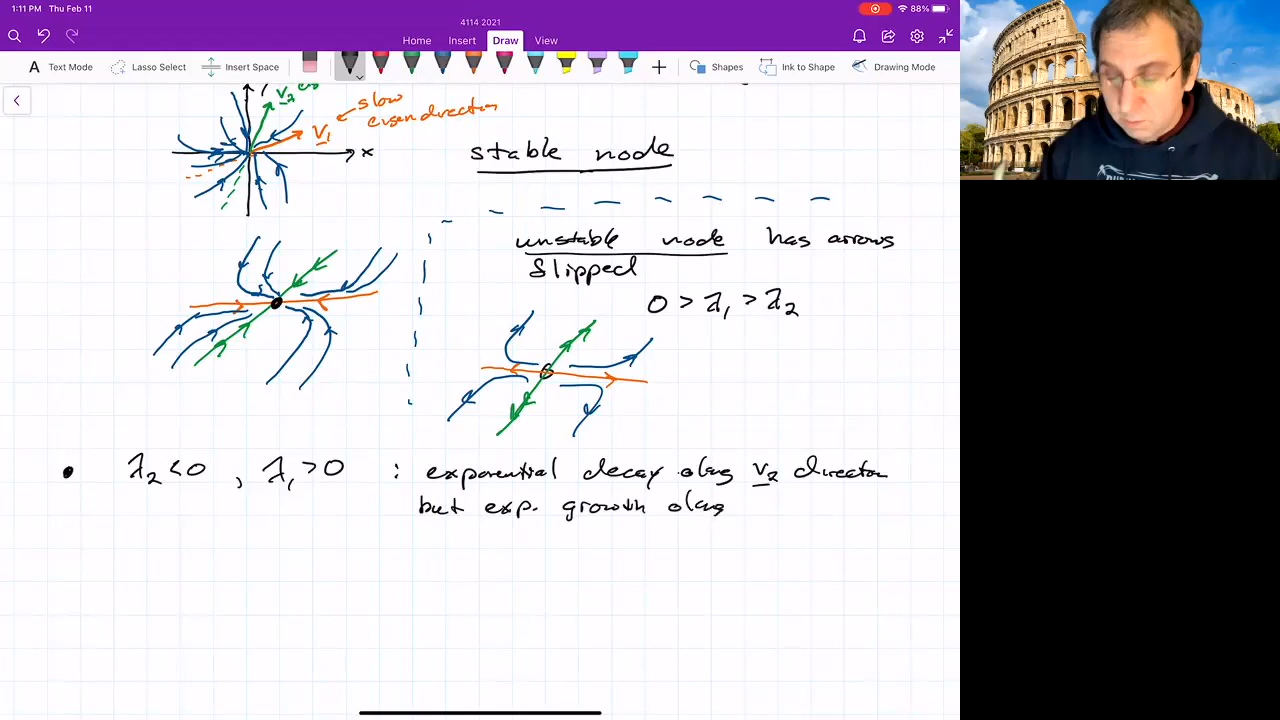 1:11 PM Thu Feb 11
88%
4114 2021
Home Insert Draw View
A Text Mode Lasso Select Insert Space Shapes Ink to Shape Drawing Mode
v2
slow
v1 eigendirection
x
stable node
unstable node has arrows
flipped
0 > λ1 > λ2
• λ2 < 0 , λ1 > 0 : exponential decay along v2 direction
but exp. growth along